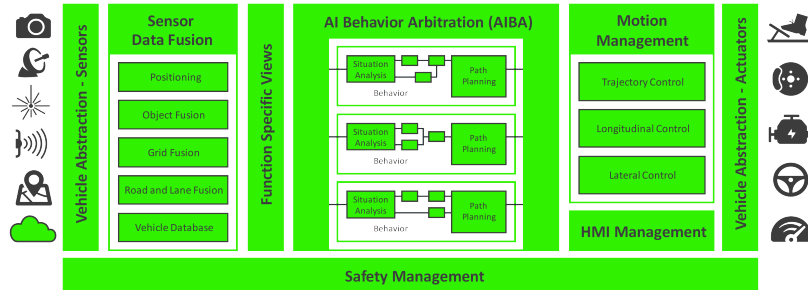 Vehicle Abstraction - Sensors
Sensor
Data Fusion
Positioning
Object Fusion
Grid Fusion
Road and Lane Fusion
Vehicle Database
Function Specific Views
AI Behavior Arbitration (AIBA)
Situation
Analysis
Path
Planning
Behavior
Situation
Analysis
Path
Planning
Behavior
Situation
Analysis
Path
Planning
Behavior
Motion
Management
Trajectory Control
Longitudinal Control
Lateral Control
HMI Management
Vehicle Abstraction - Actuators
Safety Management